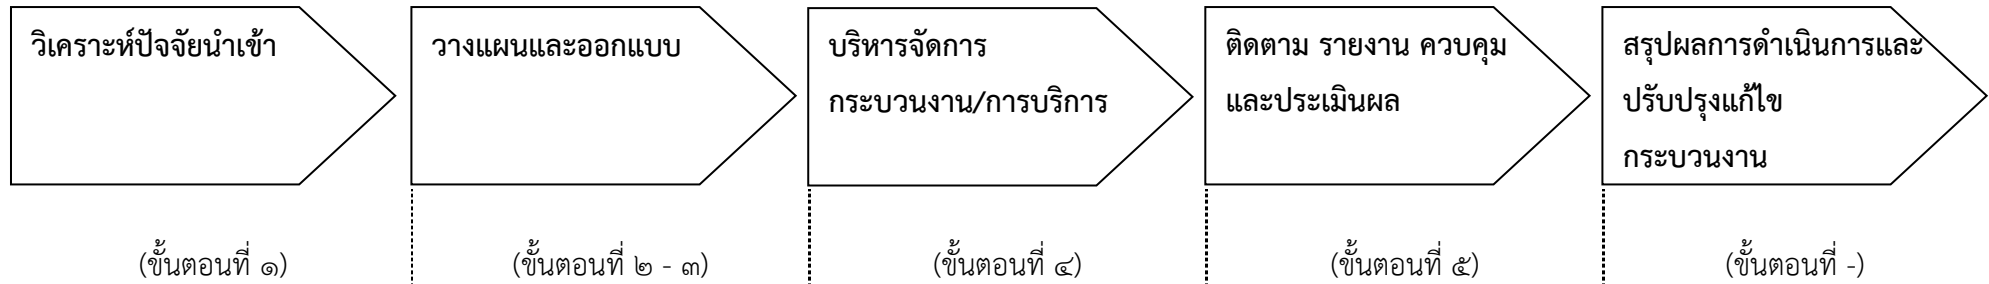 วิเคราะห์ปัจจัยนำเข้า
วางแผนและออกแบบ
บริหารจัดการ
กระบวนงาน/การบริการ
ติดตาม รายงาน ควบคุม
และประเมินผล
สรุปผลการดำเนินการและ
ปรับปรุงแก้ไข
กระบวนงาน
(ขั้นตอนที่ ๑)
(ขั้นตอนที่ ๒ - ๓)
(ขั้นตอนที่ ๔)
(ขั้นตอนที่ ๕)
(ขั้นตอนที่ -)